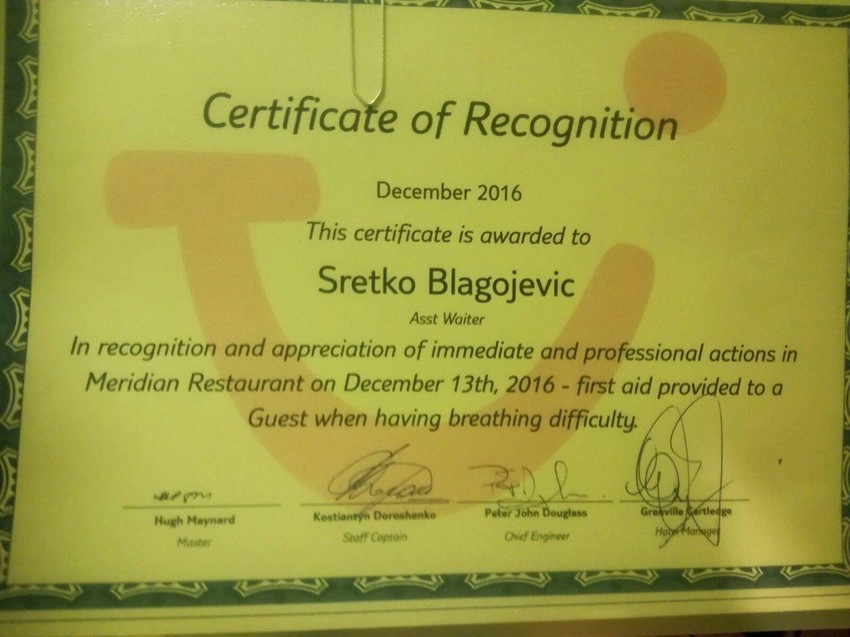 Certificate of Recognition
December 2016
This certificate is awarded to
Sretko Blagojevic
Asst Waiter
In recognition and appreciation of immediate and professional actions in
Meridian Restaurant on December 13th, 2016 - first aid provided to a
Guest when having breathing difficulty.
Hugh Maynard Kostiantyn Doroshenko Peter John Douglass Grenville Cartledge
Master Staff Captain Chief Engineer Hotel Manager